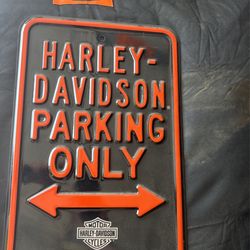 HARLEY-
DAVIDSON
PARKING
ONLY
MOTOR
HARLEY-DAVIDSON
CYCLES